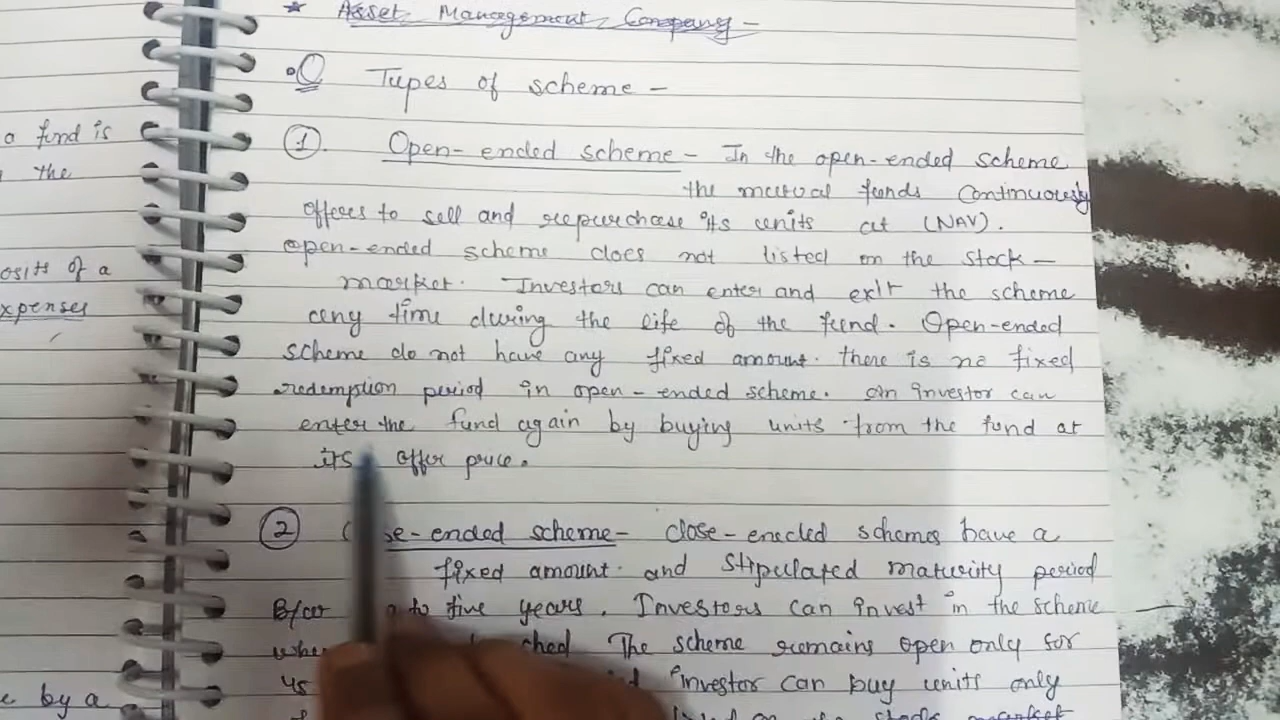 a fund is
the
osits of a
xpenses
e by a
* Asset Management Company -
Q Types of scheme -
1. Open-ended scheme - In the open-ended scheme
the mutual funds Continuously
offers to sell and repurchase its units at (NAV).
open-ended scheme does not listed on the stock -
market. Investors can enter and exit the scheme
any time during the life of the fund. Open-ended
scheme do not have any fixed amount. there is no fixed
redemption period in open-ended scheme. an investor can
enter the fund again by buying units from the fund at
its offer price.
2 se-ended scheme - close-ended schemes have a
fixed amount. and stipulated maturity period
B/w to five years. Investors can invest in the scheme
whe ched The scheme remains open only for
45 investor can buy units only
stock market